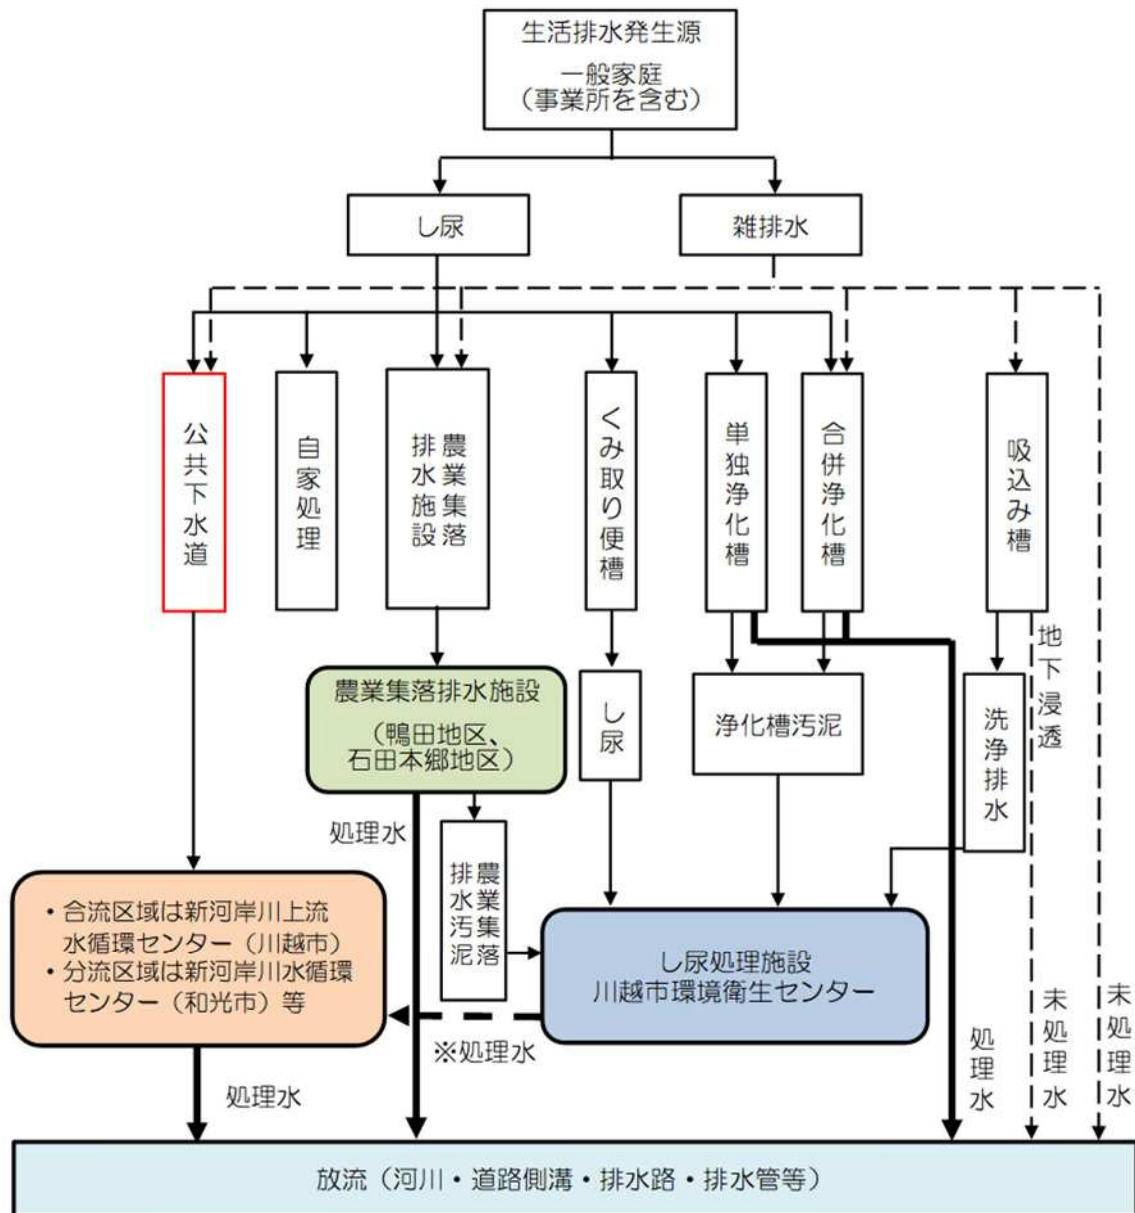 生活排水発生源
一般家庭
（事業所を含む）
し尿
雑排水
公共下水道
自家処理
農業集落
排水施設
くみ取り便槽
単独浄化槽
合併浄化槽
吸込み槽
農業集落排水施設
（鴨田地区、
石田本郷地区）
し尿
浄化槽汚泥
洗浄排水
地下浸透
処理水
農業集落
排水汚泥
・合流区域は新河岸川上流
水循環センター（川越市）
・分流区域は新河岸川水循環
センター（和光市）等
し尿処理施設
川越市環境衛生センター
※処理水
処理水
処理水
未処理水
未処理水
放流（河川・道路側溝・排水路・排水管等）